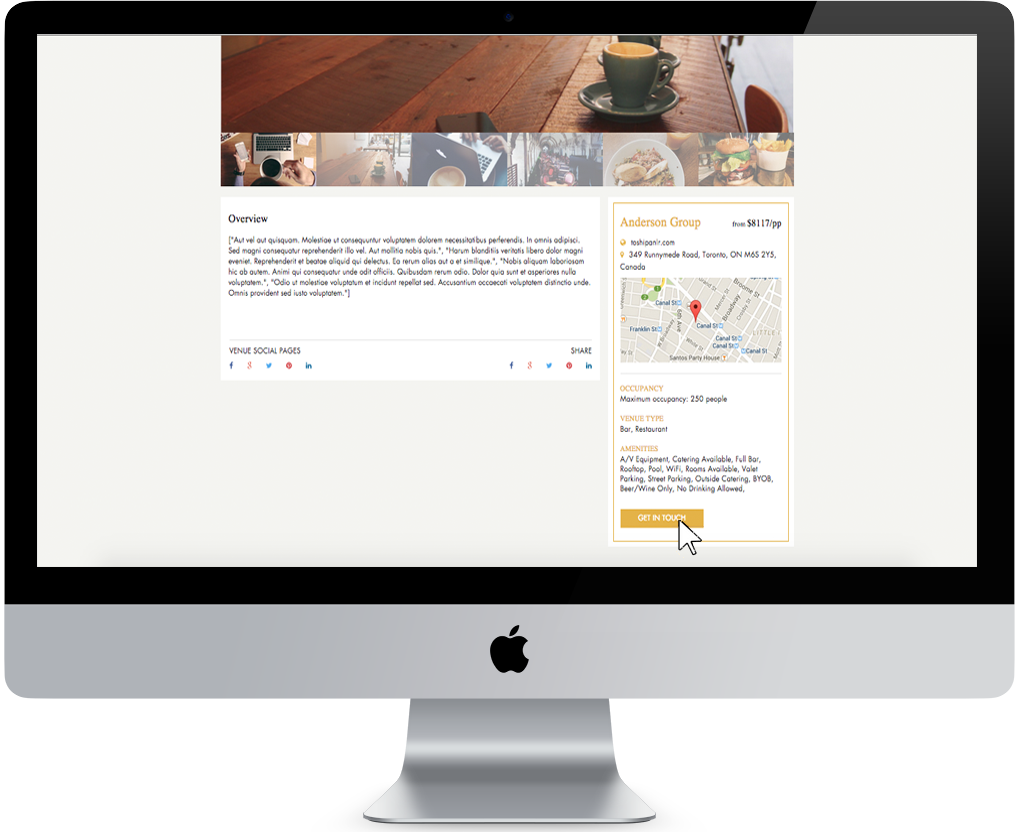 Overview
["Aut vel aut quisquam. Molestiae ut consequuntur voluptatem dolorem necessitatibus perferendis. In omnis adipisci.
Sed magni consequatur reprehenderit illo vel. Aut mollitia nobis quis.", "Harum blanditiis veritatis libero dolor magni
eveniet. Reprehenderit et beatae aliquid qui delectus. Ea rerum alias aut a et similique.", "Nobis aliquam laboriosam
hic ab autem. Animi qui consequatur unde odit officiis. Quibusdam rerum odio. Dolor quia sunt et asperiores nulla
voluptatem.", "Odio ut molestiae voluptatum et incidunt repellat sed. Accusantium occaecati voluptatem distinctio unde.
Omnis provident sed iusto voluptatem."]
VENUE SOCIAL PAGES
SHARE
Anderson Group
from $8117/pp
toshipanir.com
349 Runnymede Road, Toronto, ON M6S 2Y5,
Canada
Grand St
Broome St
Mercer St
Crosby St
Broadway
Canal St
6th Ave
Canal St
Franklin St
White St
LITTLE
Canal St
Canal St
Canal St
Santos Party House
OCCUPANCY
Maximum occupancy: 250 people
VENUE TYPE
Bar, Restaurant
AMENITIES
A/V Equipment, Catering Available, Full Bar,
Rooftop, Pool, WiFi, Rooms Available, Valet
Parking, Street Parking, Outside Catering, BYOB,
Beer/Wine Only, No Drinking Allowed,
GET IN TOUCH